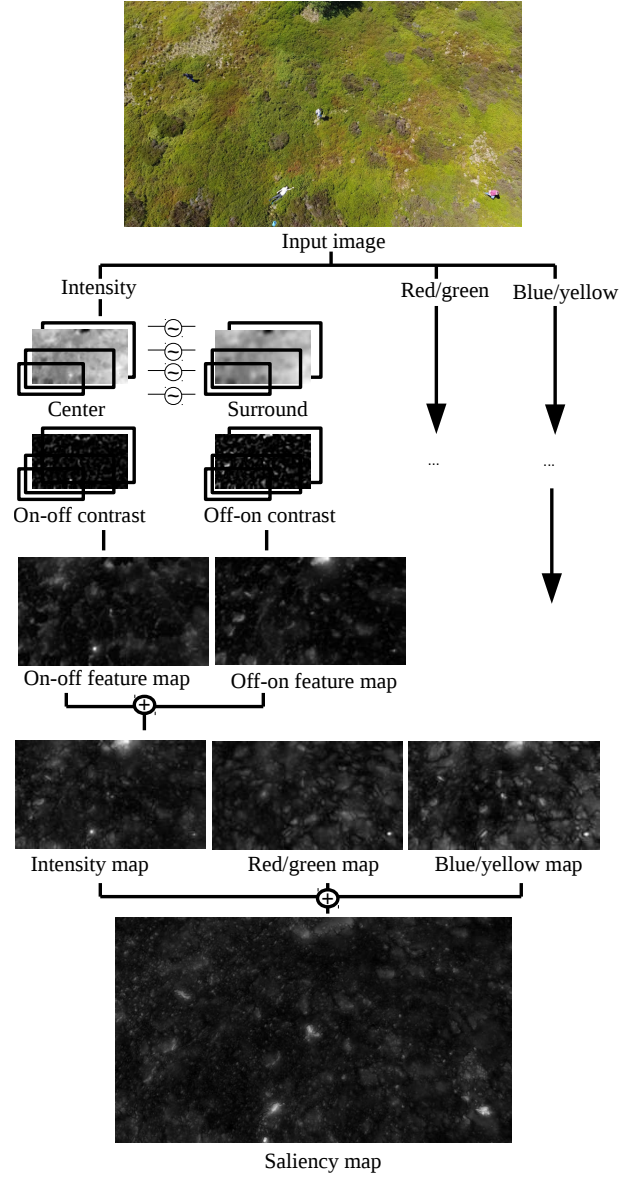 Input image
Intensity
Red/green
Blue/yellow
~
~
~
~
Center
Surround
...
...
On-off contrast
Off-on contrast
On-off feature map
Off-on feature map
+
Intensity map
Red/green map
Blue/yellow map
+
Saliency map